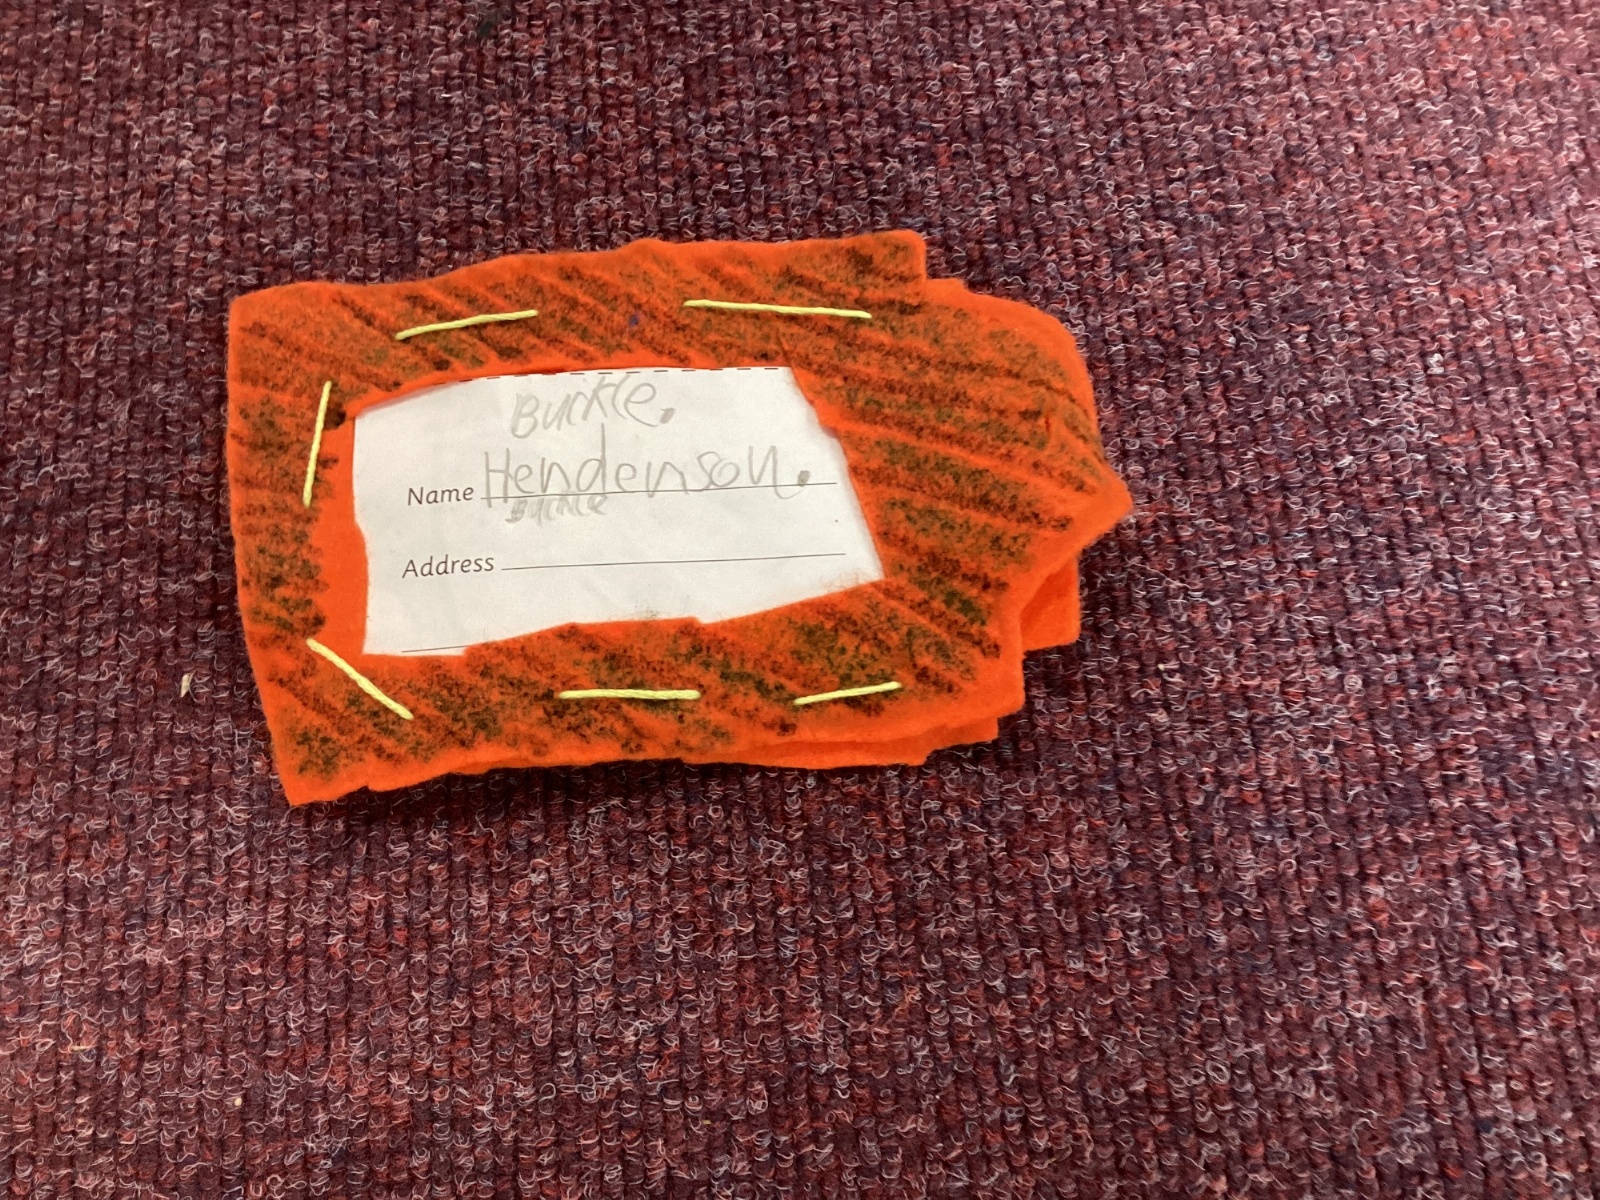 Buckle.
Name Henderson.
Buckle
Address